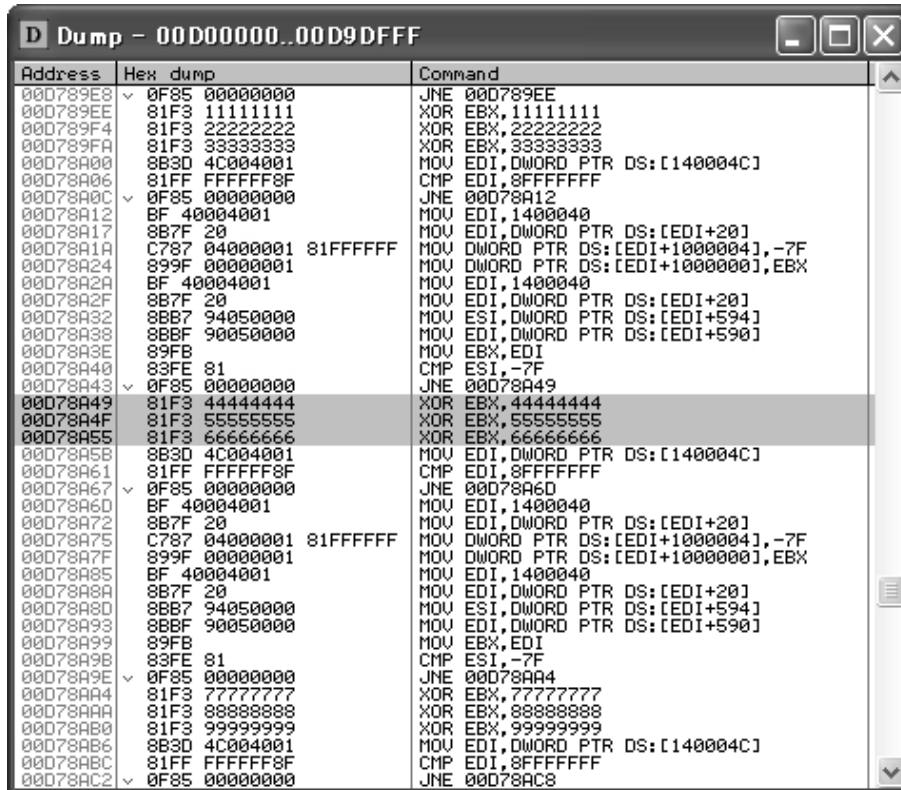 D Dump - 00D00000..00D9DFFF
Address Hex dump Command
00D789E8 0F85 00000000 JNE 00D789EE
00D789EE 81F3 11111111 XOR EBX,11111111
00D789F4 81F3 22222222 XOR EBX,22222222
00D789FA 81F3 33333333 XOR EBX,33333333
00D78A00 8B3D 4C004001 MOV EDI,DWORD PTR DS:[140004C]
00D78A06 81FF FFFFFF8F CMP EDI,8FFFFFFF
00D78A0C 0F85 00000000 JNE 00D78A12
00D78A12 BF 40004001 MOV EDI,1400040
00D78A17 8B7F 20 MOV EDI,DWORD PTR DS:[EDI+20]
00D78A1A C787 04000001 81FFFFFF MOV DWORD PTR DS:[EDI+1000004],-7F
00D78A24 899F 00000001 MOV DWORD PTR DS:[EDI+1000000],EBX
00D78A2A BF 40004001 MOV EDI,1400040
00D78A2F 8B7F 20 MOV EDI,DWORD PTR DS:[EDI+20]
00D78A32 8BB7 94050000 MOV ESI,DWORD PTR DS:[EDI+594]
00D78A38 8BBF 90050000 MOV EDI,DWORD PTR DS:[EDI+590]
00D78A3E 89FB MOV EBX,EDI
00D78A40 83FE 81 CMP ESI,-7F
00D78A43 0F85 00000000 JNE 00D78A49
00D78A49 81F3 44444444 XOR EBX,44444444
00D78A4F 81F3 55555555 XOR EBX,55555555
00D78A55 81F3 66666666 XOR EBX,66666666
00D78A5B 8B3D 4C004001 MOV EDI,DWORD PTR DS:[140004C]
00D78A61 81FF FFFFFF8F CMP EDI,8FFFFFFF
00D78A67 0F85 00000000 JNE 00D78A6D
00D78A6D BF 40004001 MOV EDI,1400040
00D78A72 8B7F 20 MOV EDI,DWORD PTR DS:[EDI+20]
00D78A75 C787 04000001 81FFFFFF MOV DWORD PTR DS:[EDI+1000004],-7F
00D78A7F 899F 00000001 MOV DWORD PTR DS:[EDI+1000000],EBX
00D78A85 BF 40004001 MOV EDI,1400040
00D78A8A 8B7F 20 MOV EDI,DWORD PTR DS:[EDI+20]
00D78A8D 8BB7 94050000 MOV ESI,DWORD PTR DS:[EDI+594]
00D78A93 8BBF 90050000 MOV EDI,DWORD PTR DS:[EDI+590]
00D78A99 89FB MOV EBX,EDI
00D78A9B 83FE 81 CMP ESI,-7F
00D78A9E 0F85 00000000 JNE 00D78AA4
00D78AA4 81F3 77777777 XOR EBX,77777777
00D78AAA 81F3 88888888 XOR EBX,88888888
00D78AB0 81F3 99999999 XOR EBX,99999999
00D78AB6 8B3D 4C004001 MOV EDI,DWORD PTR DS:[140004C]
00D78ABC 81FF FFFFFF8F CMP EDI,8FFFFFFF
00D78AC2 0F85 00000000 JNE 00D78AC8